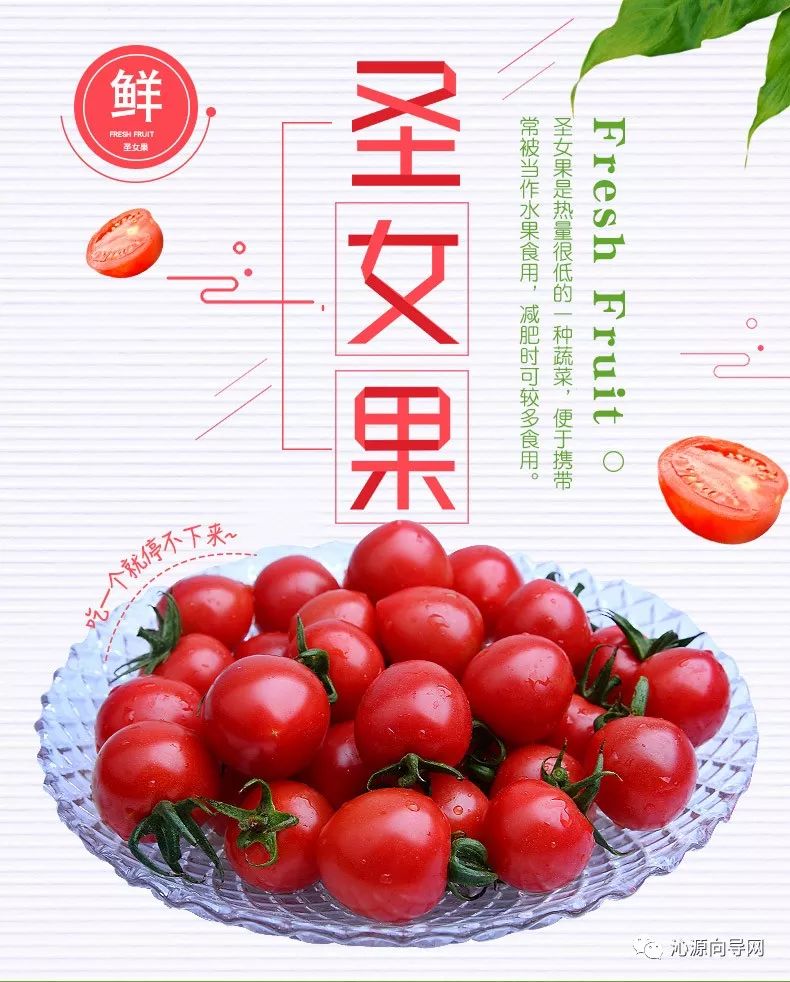 鲜
FRESH FRUIT
圣女果
圣女果
Fresh Fruit
圣女果是热量很低的一种蔬菜，便于携带
常被当作水果食用，减肥时可较多食用。
吃一个就停不下来~
沁源向导网